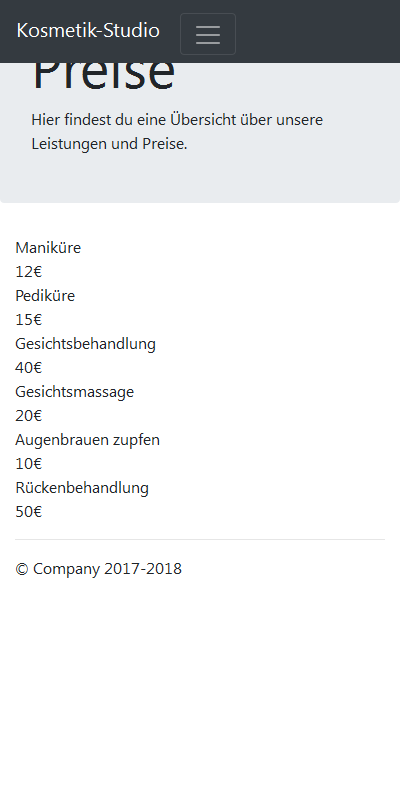 Kosmetik-Studio
Preise
Hier findest du eine Übersicht über unsere
Leistungen und Preise.
Maniküre
12€
Pediküre
15€
Gesichtsbehandlung
40€
Gesichtsmassage
20€
Augenbrauen zupfen
10€
Rückenbehandlung
50€
© Company 2017-2018